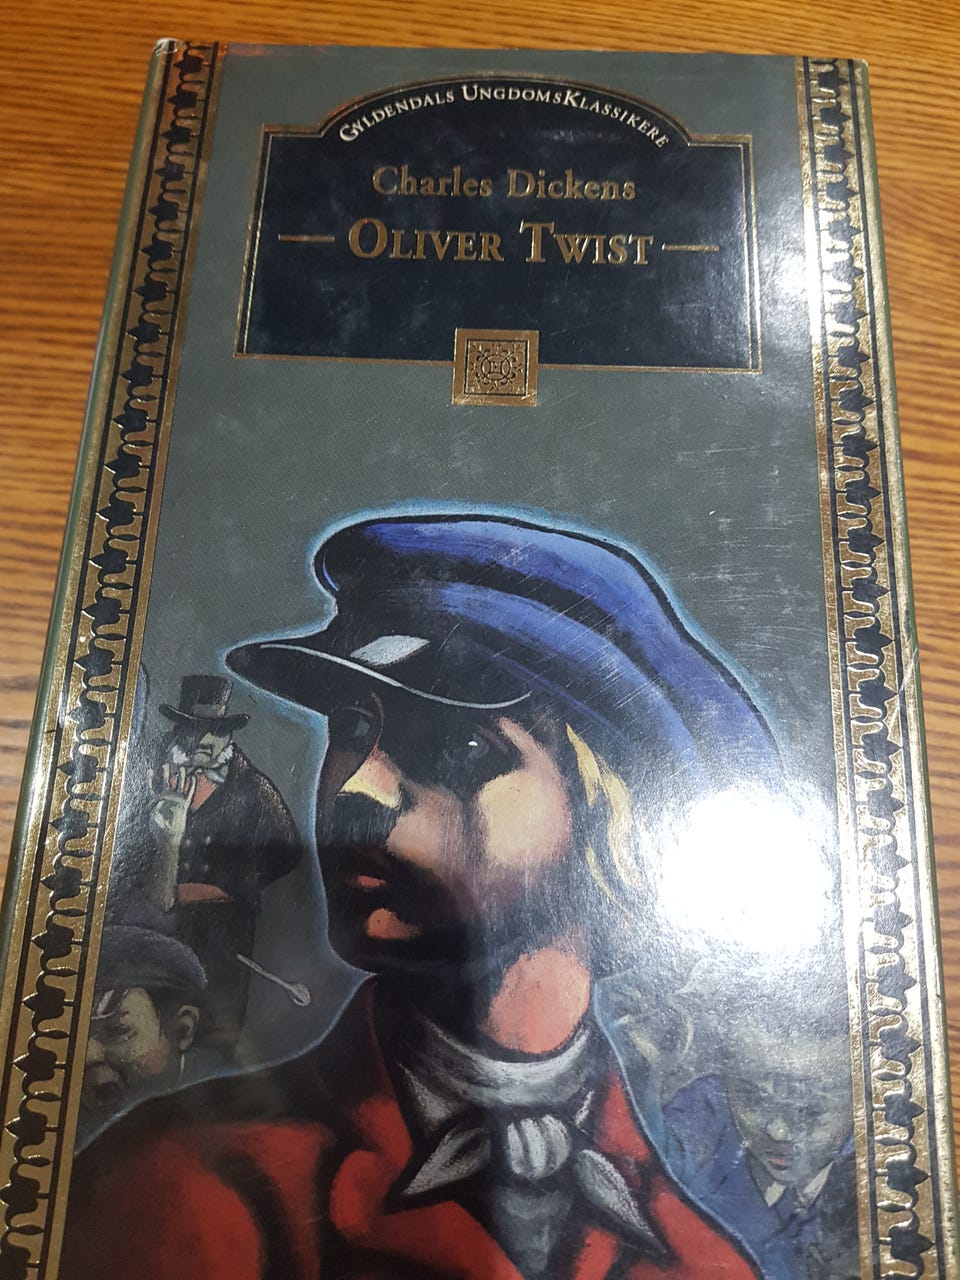 Gyldendals UngdomsKlassikere
Charles Dickens
Oliver Twist